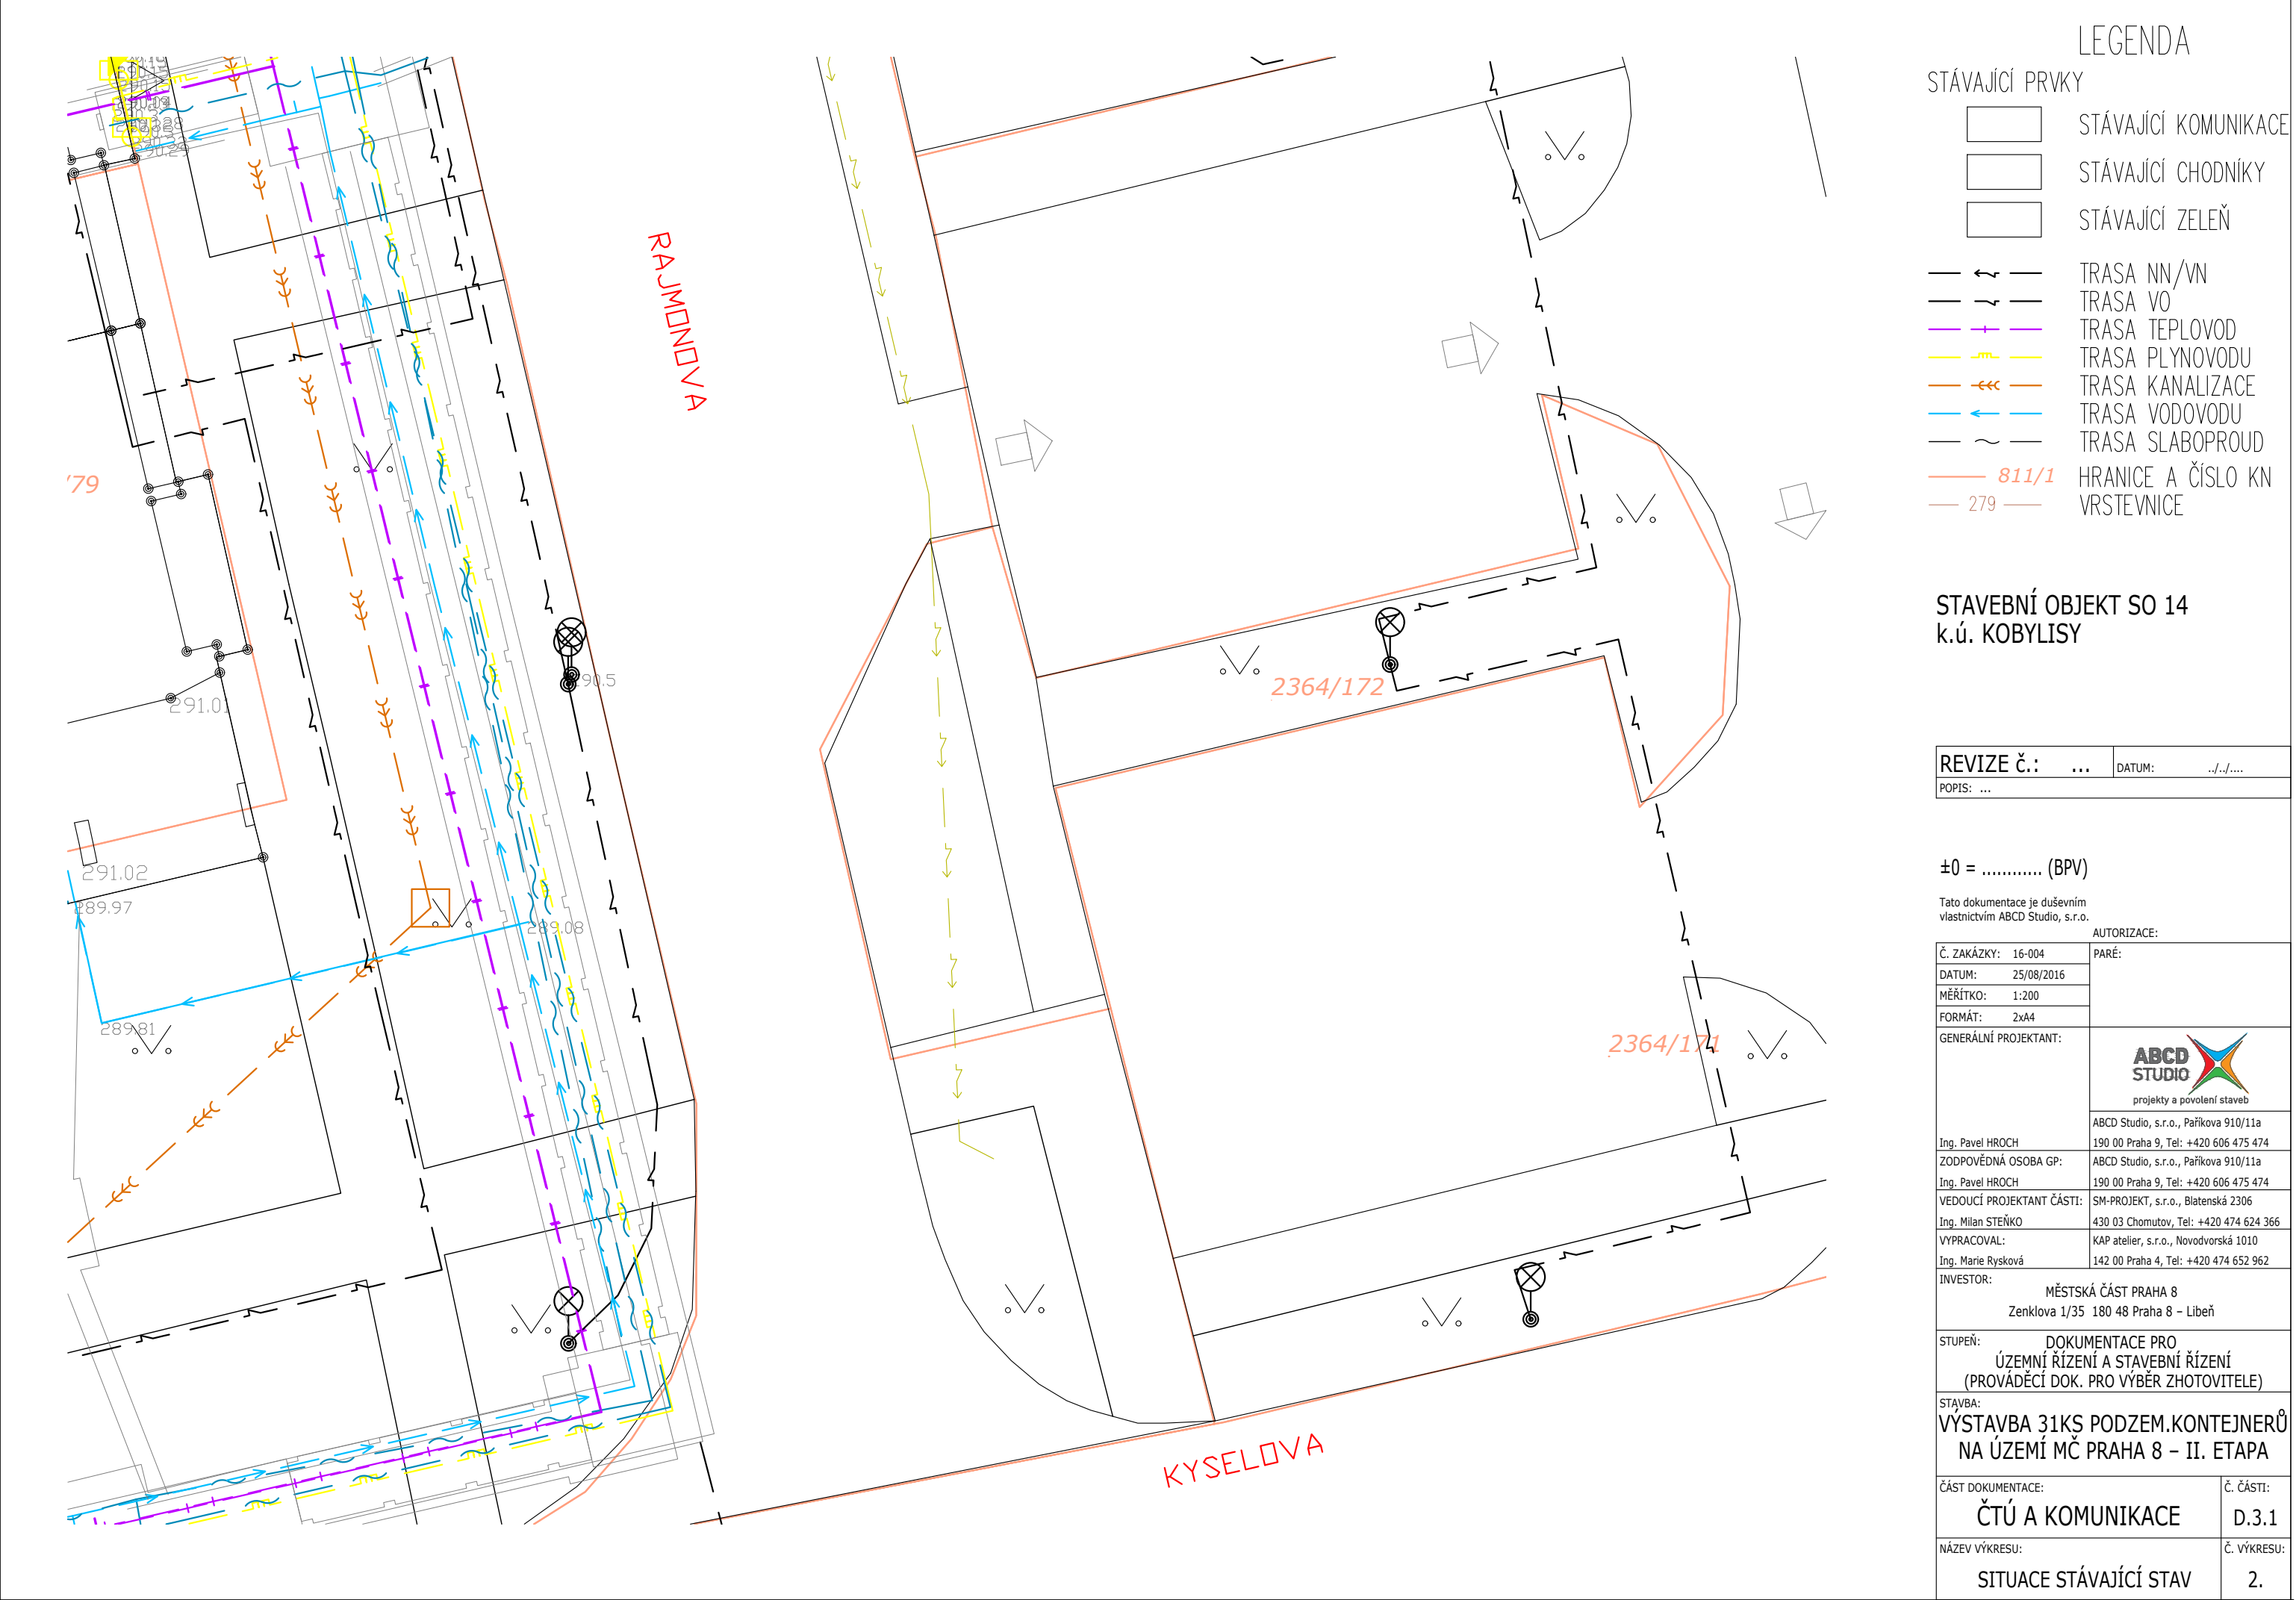 LEGENDA
STÁVAJÍCÍ PRVKY
STÁVAJÍCÍ KOMUNIKACE
STÁVAJÍCÍ CHODNÍKY
STÁVAJÍCÍ ZELEŇ
TRASA NN/VN
TRASA VO
TRASA TEPLOVOD
TRASA PLYNOVODU
TRASA KANALIZACE
TRASA VODOVODU
TRASA SLABOPROUD
811/1 HRANICE A ČÍSLO KN
279 VRSTEVNICE
STAVEBNÍ OBJEKT SO 14
k.ú. KOBYLISY
REVIZE č.: ... DATUM: ../../....
POPIS: ...
±0 = ............ (BPV)
Tato dokumentace je duševním
vlastnictvím ABCD Studio, s.r.o.
AUTORIZACE:
Č. ZAKÁZKY: 16-004 PARÉ:
DATUM: 25/08/2016
MĚŘÍTKO: 1:200
FORMÁT: 2xA4
GENERÁLNÍ PROJEKTANT:
ABCD
STUDIO
projekty a povolení staveb
ABCD Studio, s.r.o., Paříkova 910/11a
Ing. Pavel HROCH 190 00 Praha 9, Tel: +420 606 475 474
ZODPOVĚDNÁ OSOBA GP: ABCD Studio, s.r.o., Paříkova 910/11a
Ing. Pavel HROCH 190 00 Praha 9, Tel: +420 606 475 474
VEDOUCÍ PROJEKTANT ČÁSTI: SM-PROJEKT, s.r.o., Blatenská 2306
Ing. Milan STEŇKO 430 03 Chomutov, Tel: +420 474 624 366
VYPRACOVAL: KAP atelier, s.r.o., Novodvorská 1010
Ing. Marie Rysková 142 00 Praha 4, Tel: +420 474 652 962
INVESTOR:
MĚSTSKÁ ČÁST PRAHA 8
Zenklova 1/35 180 48 Praha 8 – Libeň
STUPEŇ: DOKUMENTACE PRO
ÚZEMNÍ ŘÍZENÍ A STAVEBNÍ ŘÍZENÍ
(PROVÁDĚCÍ DOK. PRO VÝBĚR ZHOTOVITELE)
STAVBA:
VÝSTAVBA 31KS PODZEM.KONTEJNERŮ
NA ÚZEMÍ MČ PRAHA 8 – II. ETAPA
ČÁST DOKUMENTACE: Č. ČÁSTI:
ČTÚ A KOMUNIKACE D.3.1
NÁZEV VÝKRESU: Č. VÝKRESU:
SITUACE STÁVAJÍCÍ STAV 2.
RAJMONOVA
/79
291.01
2364/172
291.02
289.97
289.08
289.81
2364/171
KYSELOVA